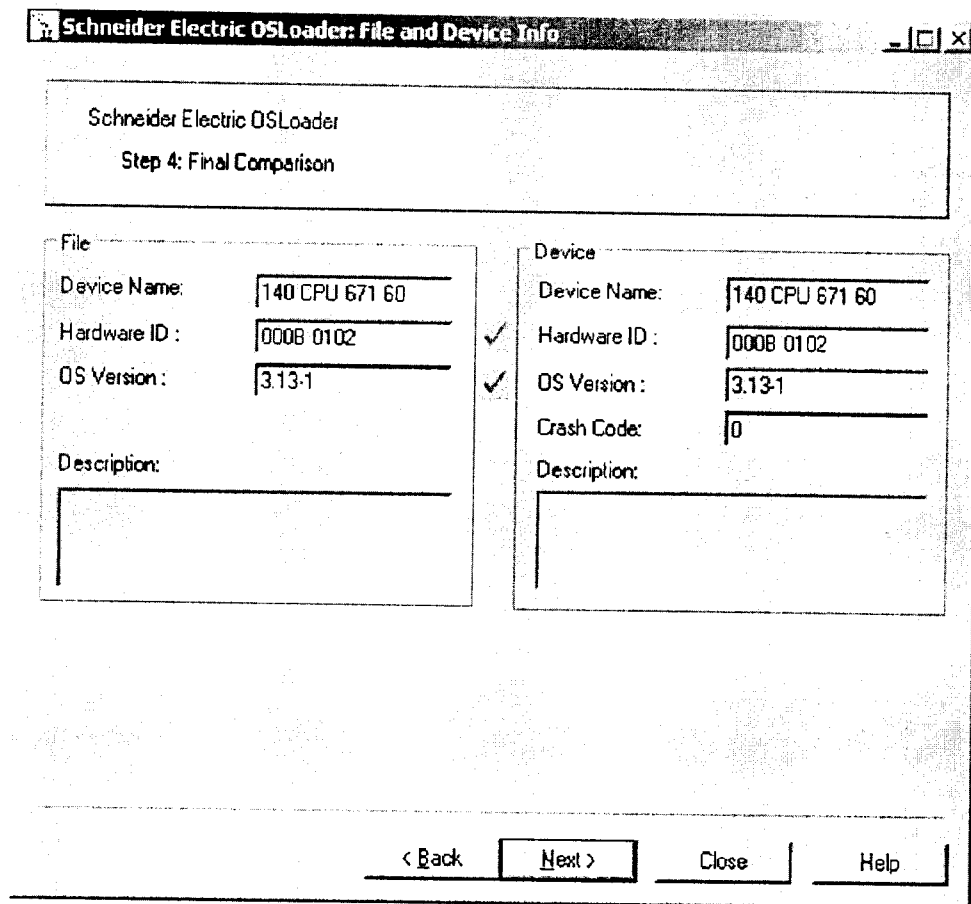 Schneider Electric OSLoader: File and Device Info
Schneider Electric OSLoader
Step 4: Final Comparison
File
Device Name: 140 CPU 671 60
Hardware ID : 000B 0102
OS Version : 3.13-1
Description:
Device
Device Name: 140 CPU 671 60
Hardware ID : 000B 0102
OS Version : 3.13-1
Crash Code: 0
Description:
< Back Next > Close Help